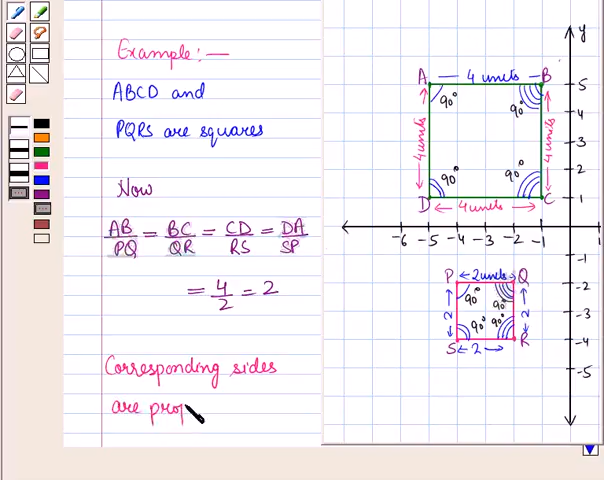 Example:—
ABCD and
PQRS are squares
Now
AB/PQ = BC/QR = CD/RS = DA/SP
= 4/2 = 2
Corresponding sides
are prop
y
A — 4 units — B
5
90° 90°
4
4 units
4 units
3
90° 90°
2
D 4 units C
1
-6 -5 -4 -3 -2 -1 1
-1
P 2 units Q
-2
90° 90°
2 2
-3
90° 90°
-4
S 2 R
-5